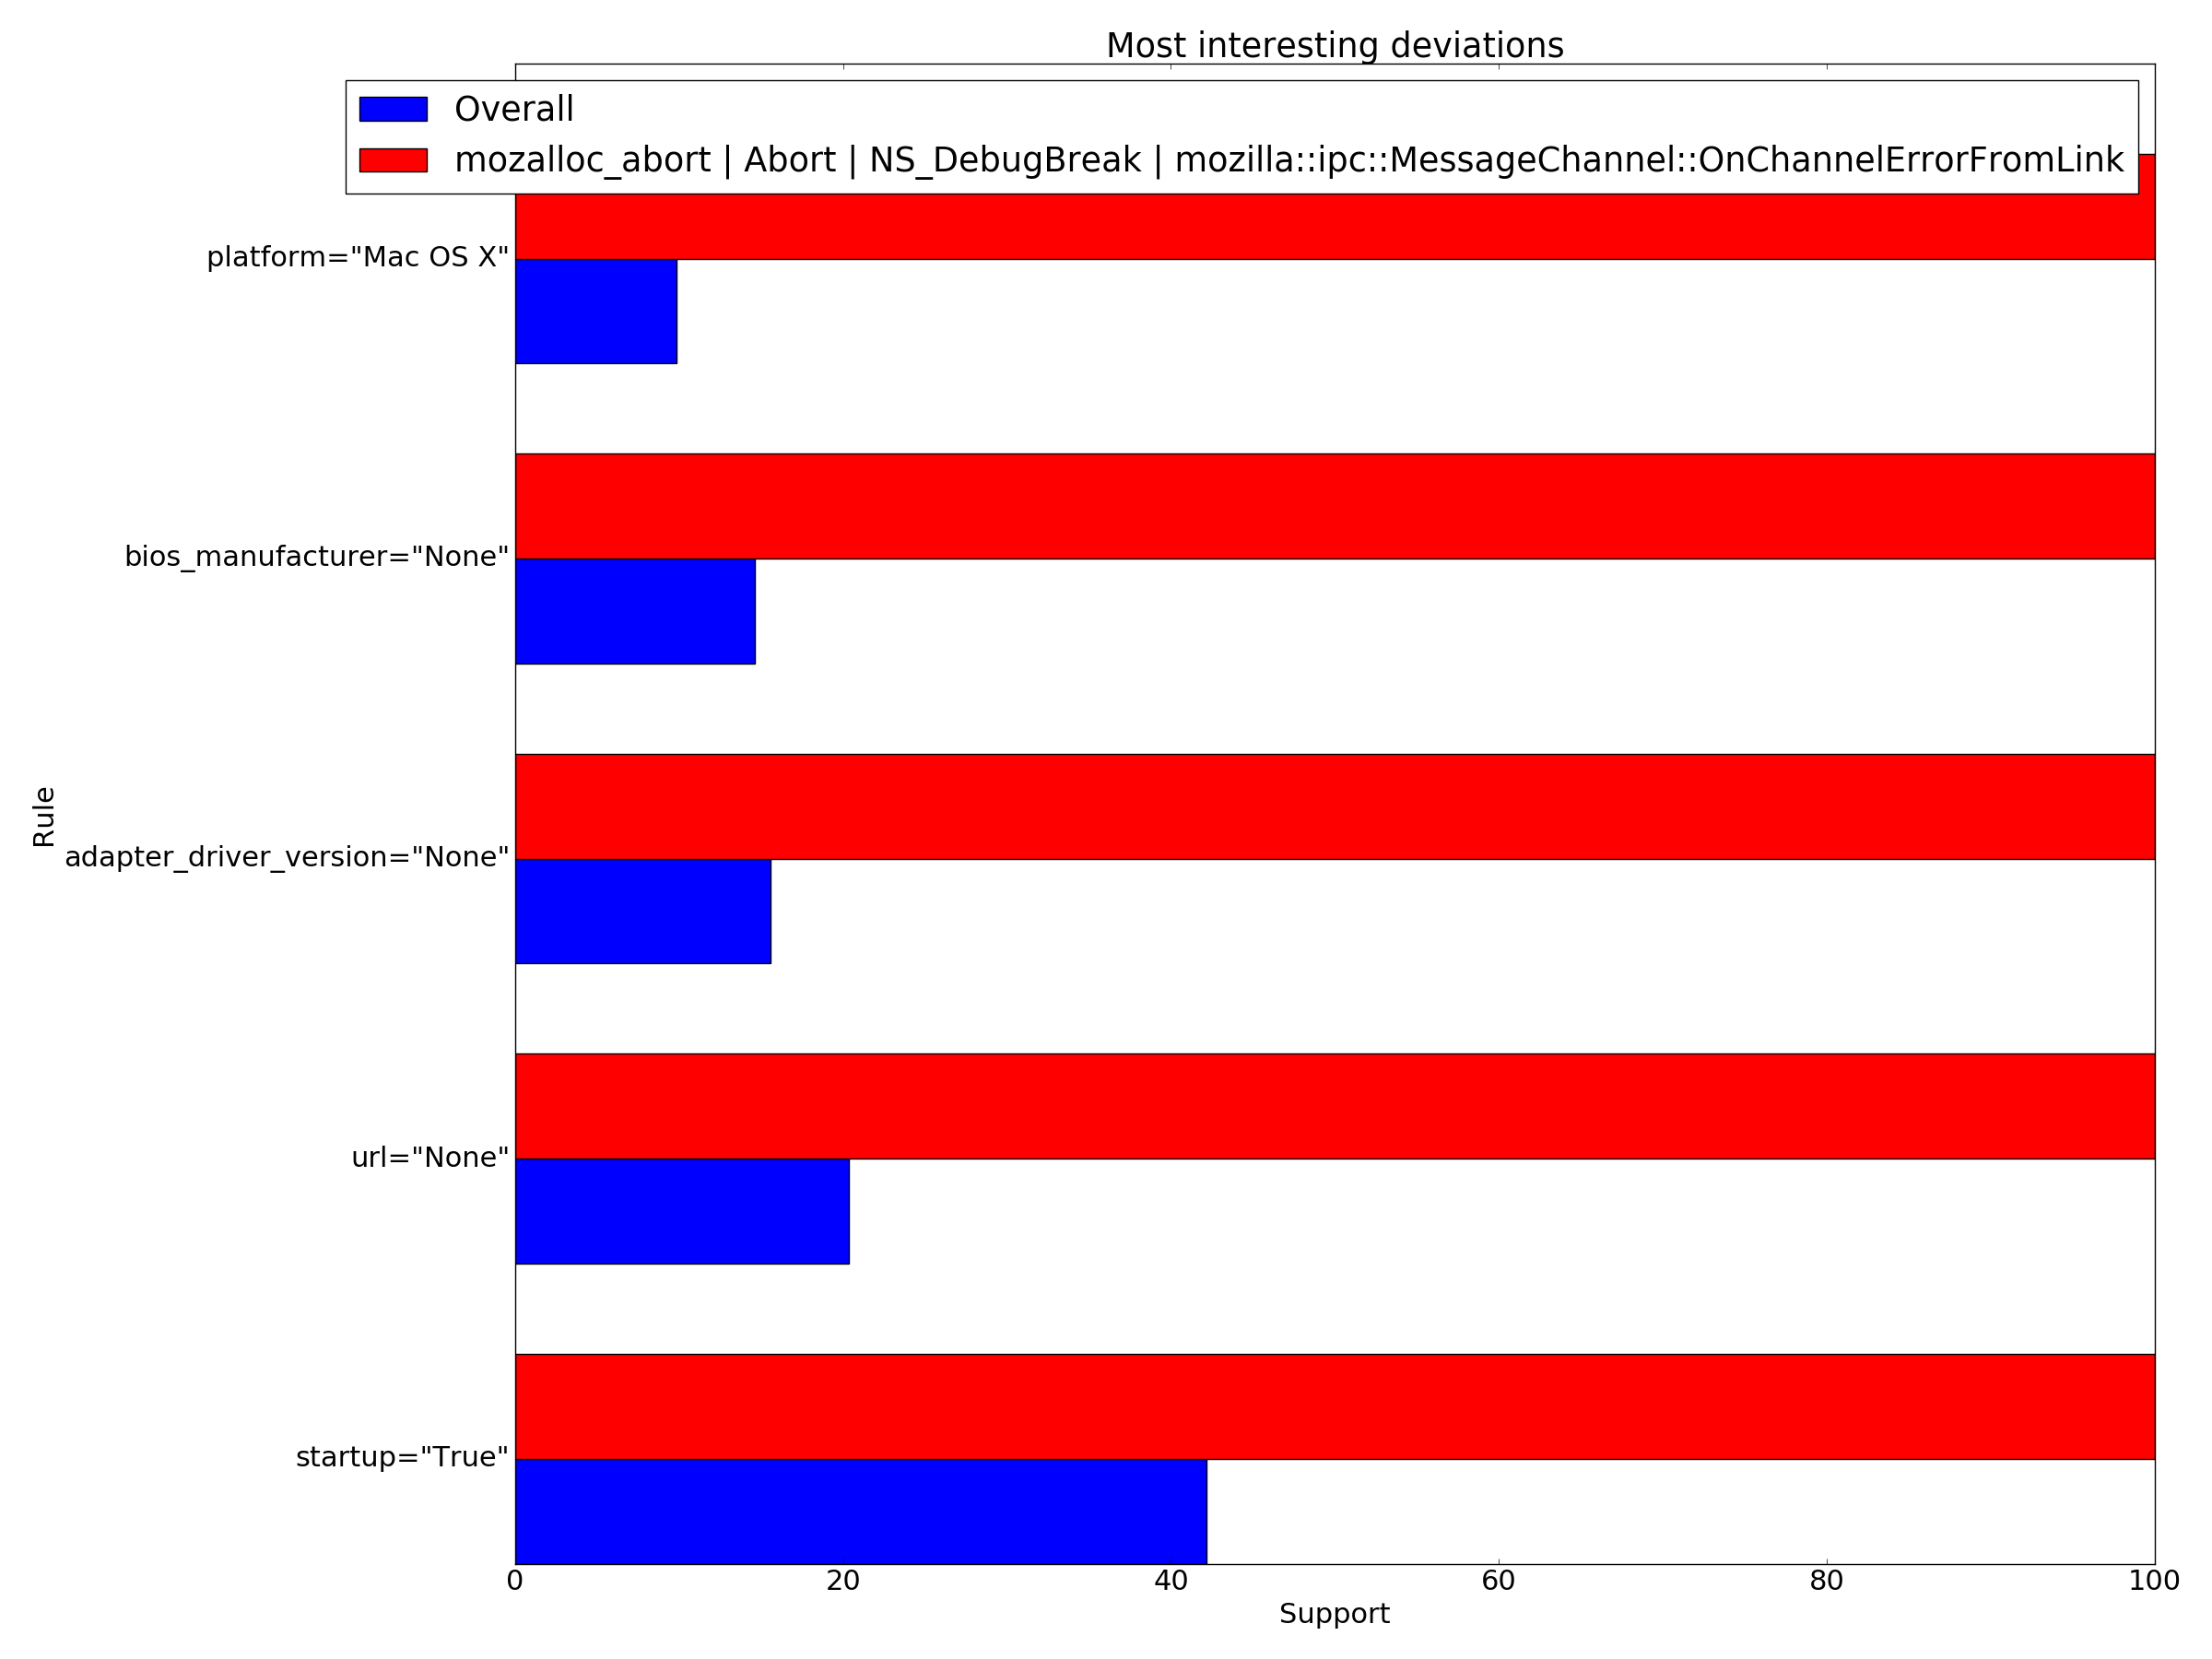 Most interesting deviations
Overall
mozalloc_abort | Abort | NS_DebugBreak | mozilla::ipc::MessageChannel::OnChannelErrorFromLink
platform="Mac OS X"
bios_manufacturer="None"
adapter_driver_version="None"
url="None"
startup="True"
Rule
0 20 40 60 80 100
Support